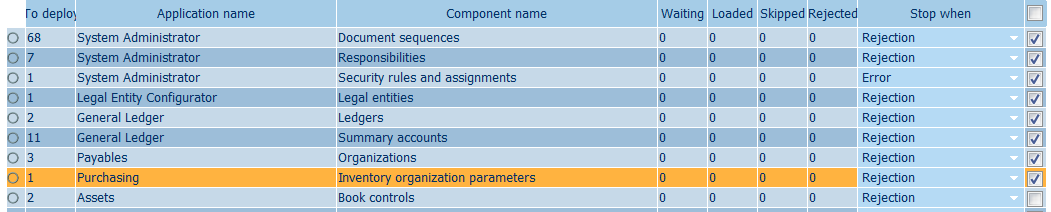 To deploy Application name Component name Waiting Loaded Skipped Rejected Stop when
68 System Administrator Document sequences 0 0 0 0 Rejection
7 System Administrator Responsibilities 0 0 0 0 Rejection
1 System Administrator Security rules and assignments 0 0 0 0 Error
1 Legal Entity Configurator Legal entities 0 0 0 0 Rejection
2 General Ledger Ledgers 0 0 0 0 Rejection
11 General Ledger Summary accounts 0 0 0 0 Rejection
3 Payables Organizations 0 0 0 0 Rejection
1 Purchasing Inventory organization parameters 0 0 0 0 Rejection
2 Assets Book controls 0 0 0 0 Rejection